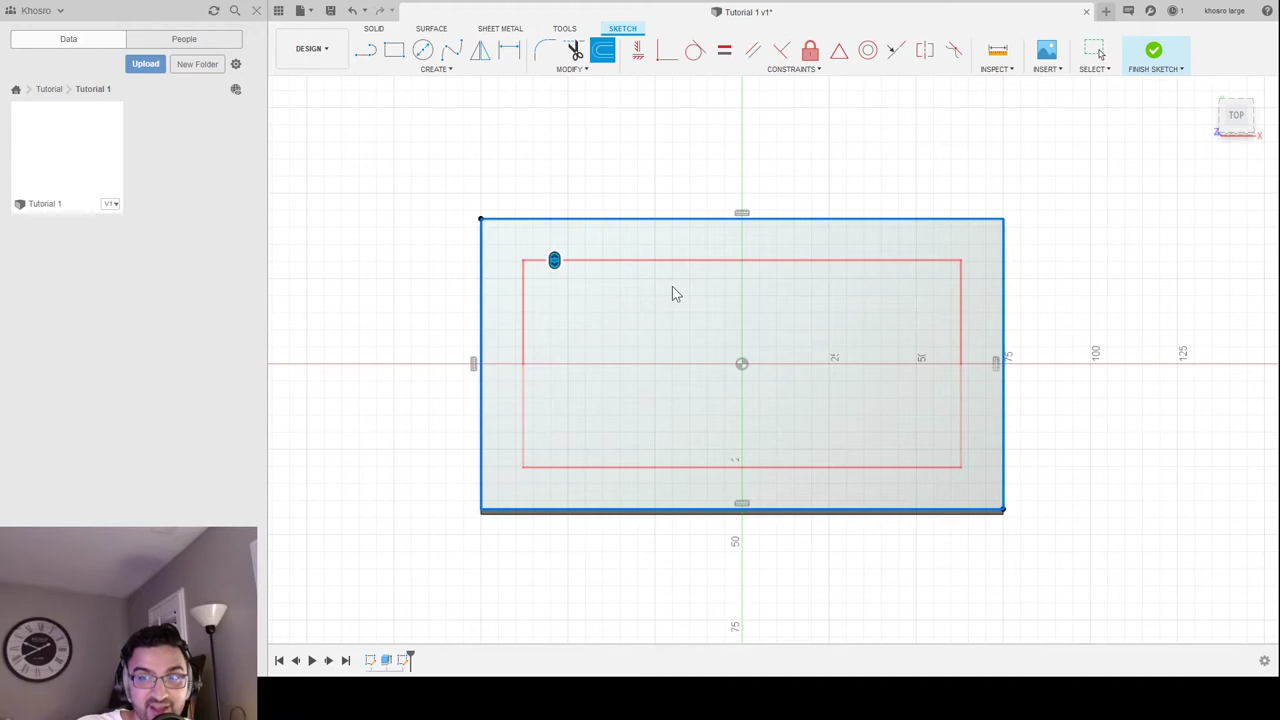 Khosro
Tutorial 1 v1*
1
khosro large
Data
People
SOLID
SURFACE
SHEET METAL
TOOLS
SKETCH
Upload
New Folder
DESIGN
CREATE
MODIFY
CONSTRAINTS
INSPECT
INSERT
SELECT
FINISH SKETCH
Tutorial
Tutorial 1
TOP
Z
X
Tutorial 1
V1
75
100
125
50
75